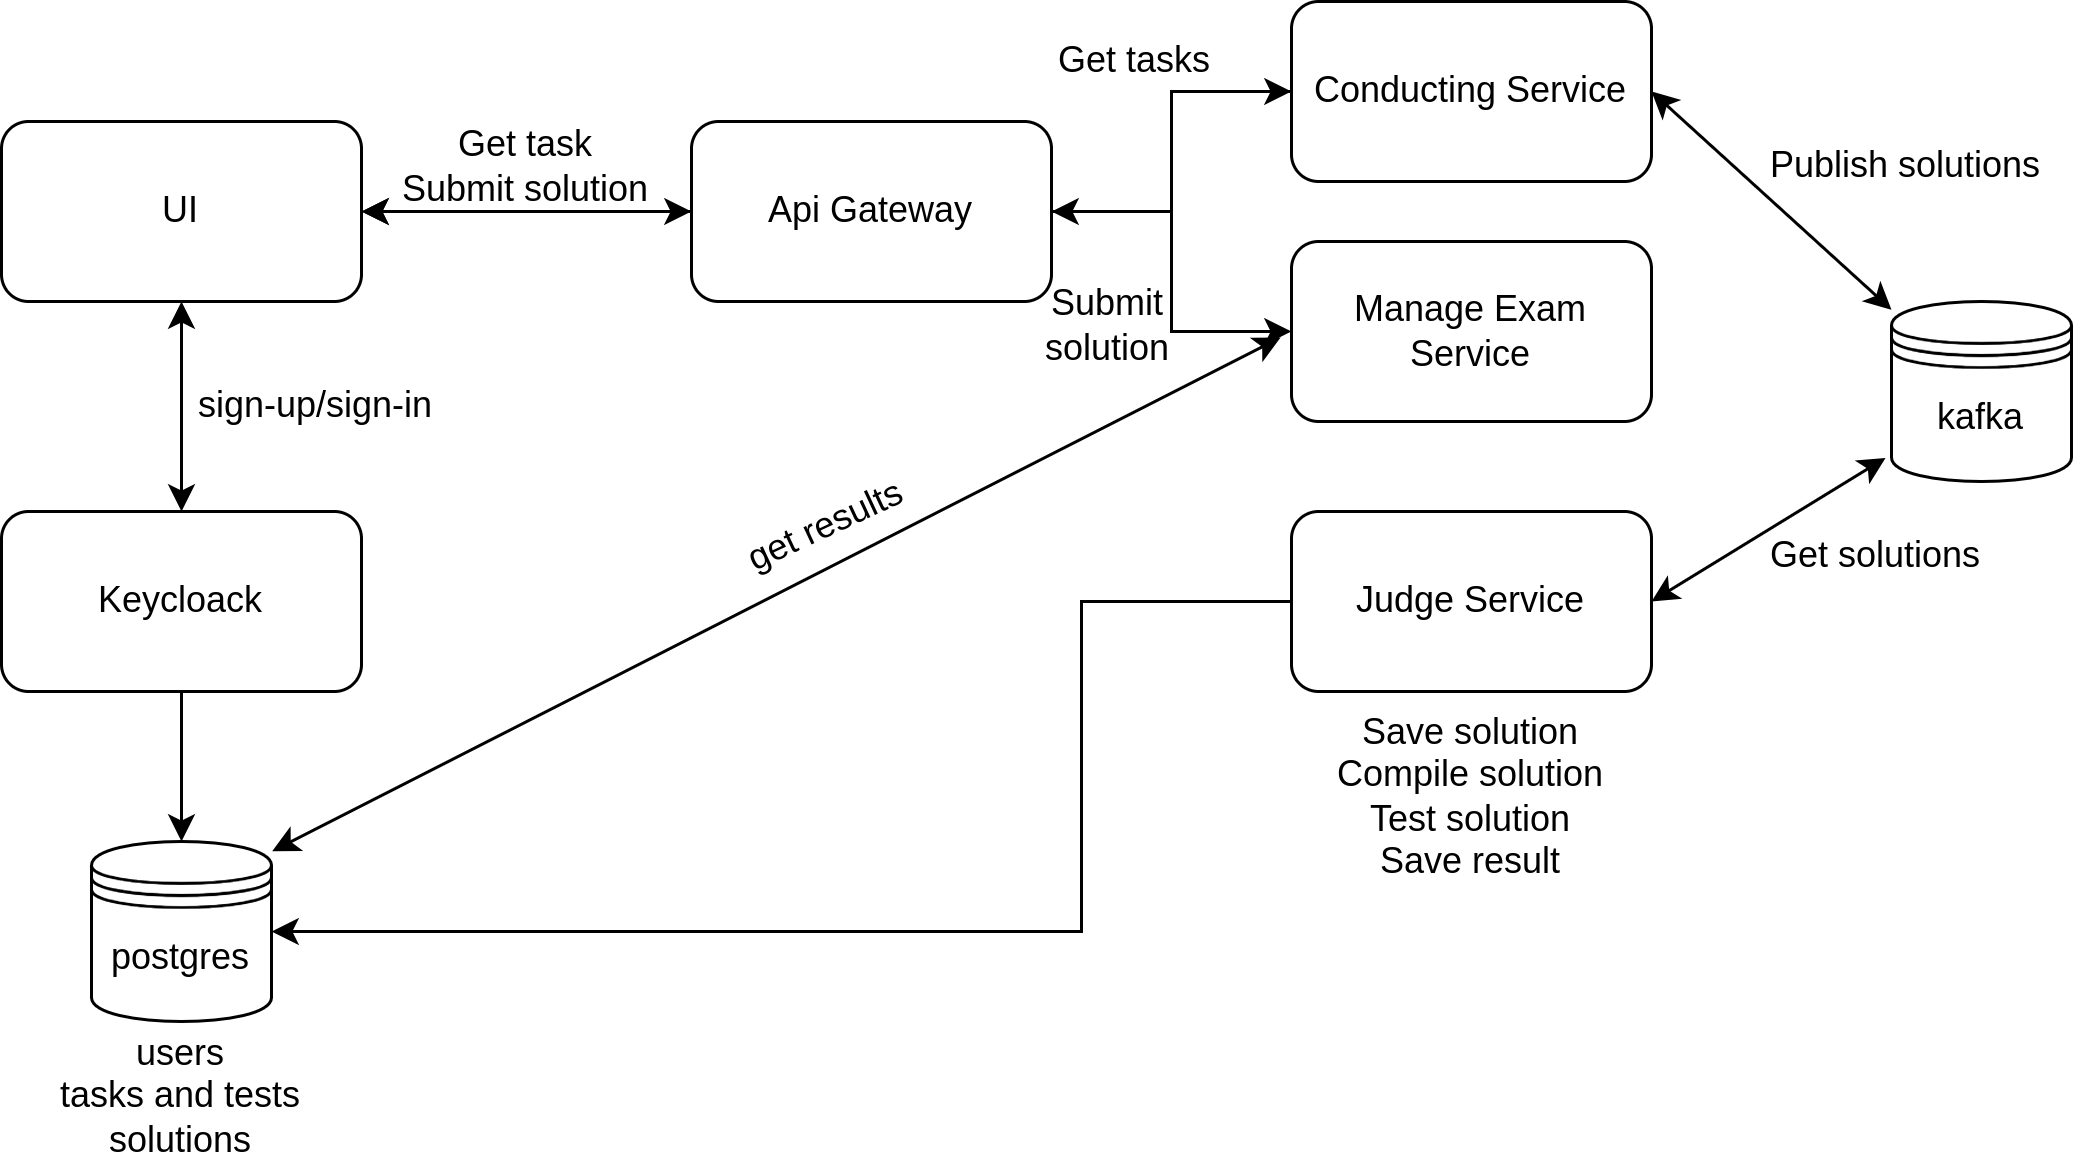 Get tasks
Conducting Service
Get task
Submit solution
Publish solutions
UI
Api Gateway
Submit
solution
Manage Exam
Service
sign-up/sign-in
kafka
get results
Get solutions
Keycloack
Judge Service
Save solution
Compile solution
Test solution
Save result
postgres
users
tasks and tests
solutions